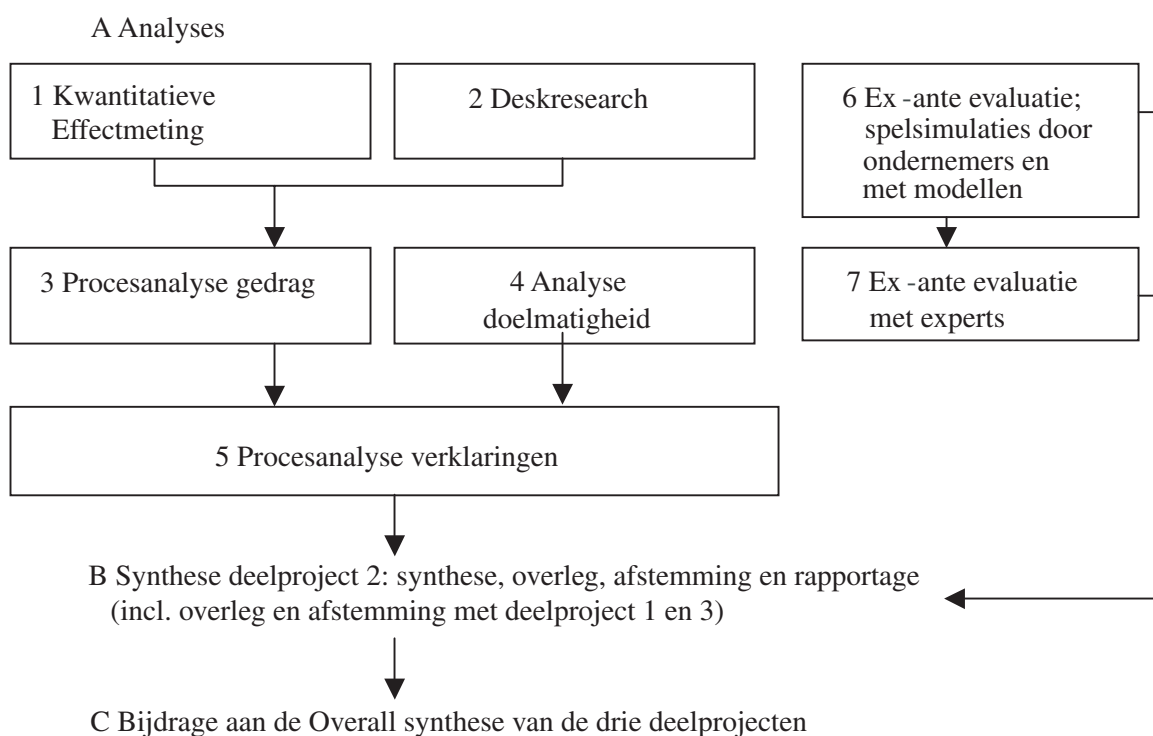 A Analyses
1 Kwantitatieve
Effectmeting
2 Deskresearch
6 Ex -ante evaluatie;
spelsimulaties door
ondernemers en
met modellen
3 Procesanalyse gedrag
4 Analyse
doelmatigheid
7 Ex -ante evaluatie
met experts
5 Procesanalyse verklaringen
B Synthese deelproject 2: synthese, overleg, afstemming en rapportage
(incl. overleg en afstemming met deelproject 1 en 3)
C Bijdrage aan de Overall synthese van de drie deelprojecten